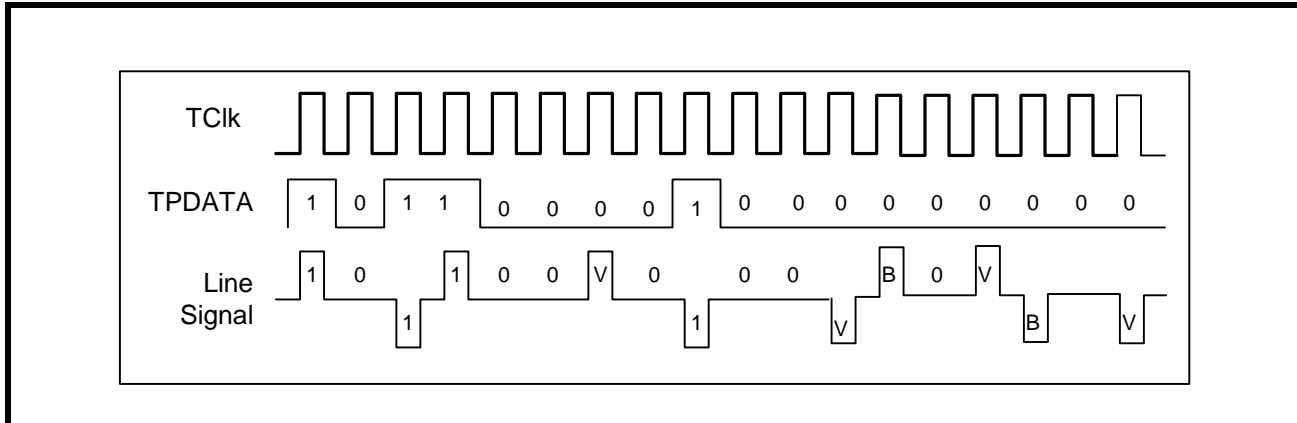 TClk
TPDATA 1 0 1 1 0 0 0 0 1 0 0 0 0 0 0 0 0 0
Line 1 0 1 0 0 V 0 0 0 B 0 V
Signal 1 1 V B V